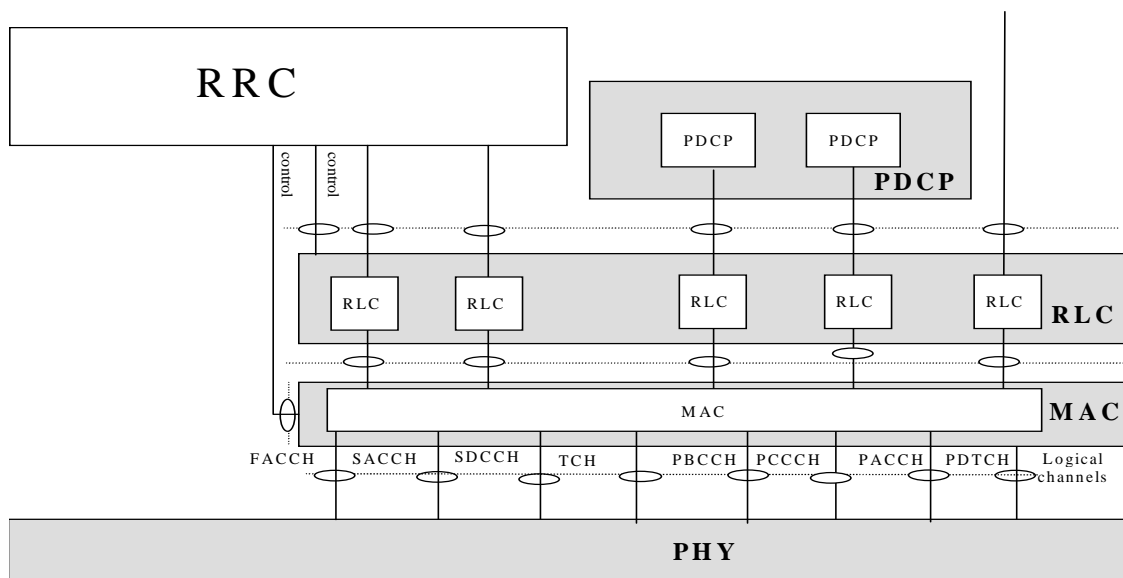 RRC
PDCP
PDCP
PDCP
control
control
RLC
RLC
RLC
RLC
RLC
RLC
MAC
MAC
FACCH
SACCH
SDCCH
TCH
PBCCH
PCCCH
PACCH
PDTCH
Logical
channels
PHY